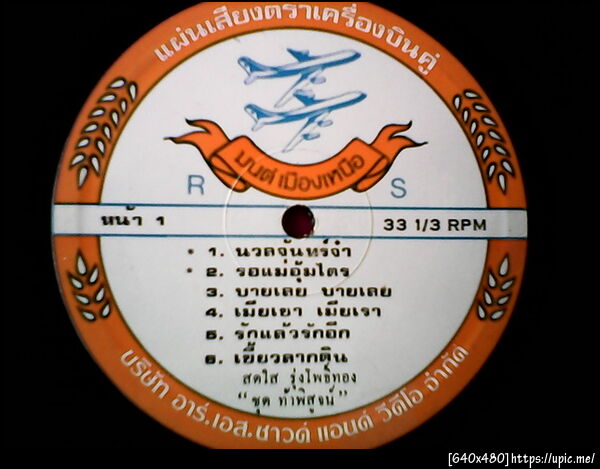 แผ่นเสียงตราเครื่องบินคู่
มนต์เมืองเหนือ
R S
หน้า 1 33 1/3 RPM
• 1. นวลจันทร์จ๋า
• 2. รอแม่อุ้มไตร
3. บายเลย บายเลย
4. เมียเขา เมียเรา
5. รักแล้วรักอีก
6. เยี่ยวลากดิน
สดใส รุ่งโพธิ์ทอง
"ชุด ท้าพิสูจน์"
บริษัท อาร์.เอส.ซาวด์ แอนด์ วีดีโอ จำกัด
[640x480]https://upic.me/